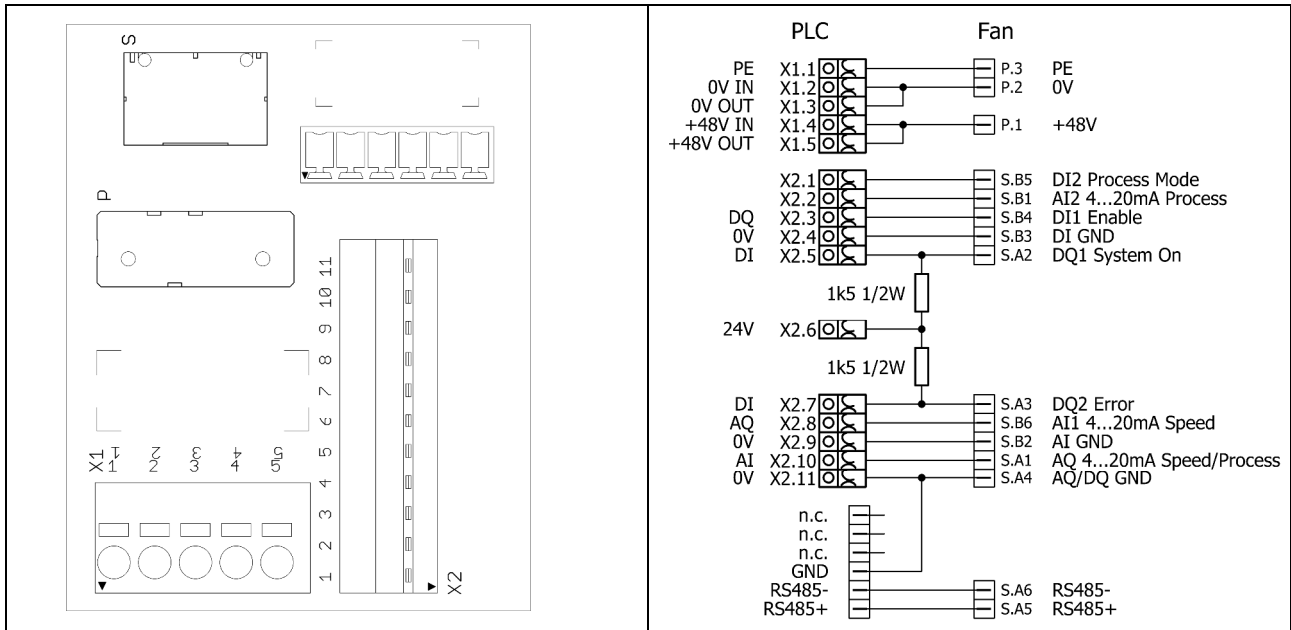 S
P
11
10
9
8
7
6
5
4
3
2
1
X2
X1
1 2 3 4 5
1 2 3 4 5
PLC Fan
PE X1.1 P.3 PE
0V IN X1.2 P.2 0V
0V OUT X1.3
+48V IN X1.4 P.1 +48V
+48V OUT X1.5
X2.1 S.B5 DI2 Process Mode
X2.2 S.B1 AI2 4...20mA Process
DQ X2.3 S.B4 DI1 Enable
0V X2.4 S.B3 DI GND
DI X2.5 S.A2 DQ1 System On
1k5 1/2W
24V X2.6
1k5 1/2W
DI X2.7 S.A3 DQ2 Error
AQ X2.8 S.B6 AI1 4...20mA Speed
0V X2.9 S.B2 AI GND
AI X2.10 S.A1 AQ 4...20mA Speed/Process
0V X2.11 S.A4 AQ/DQ GND
n.c.
n.c.
n.c.
GND
RS485- S.A6 RS485-
RS485+ S.A5 RS485+